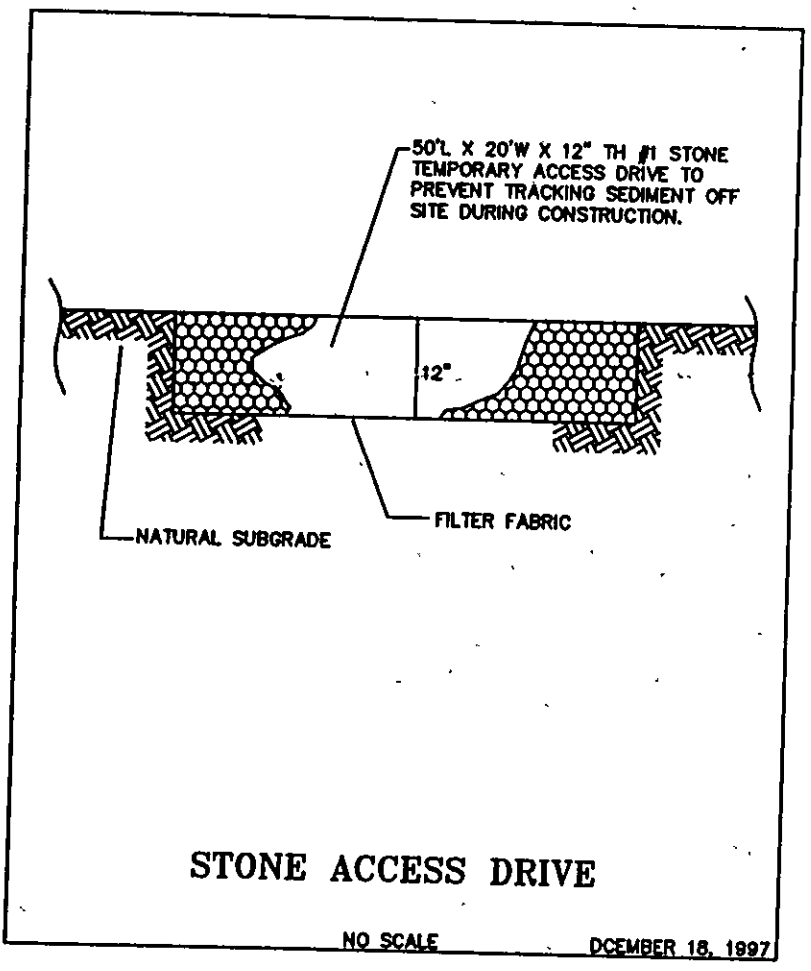 50'L X 20'W X 12" TH #1 STONE
TEMPORARY ACCESS DRIVE TO
PREVENT TRACKING SEDIMENT OFF
SITE DURING CONSTRUCTION.
12"
FILTER FABRIC
NATURAL SUBGRADE
STONE ACCESS DRIVE
NO SCALE
DCEMBER 18, 1997